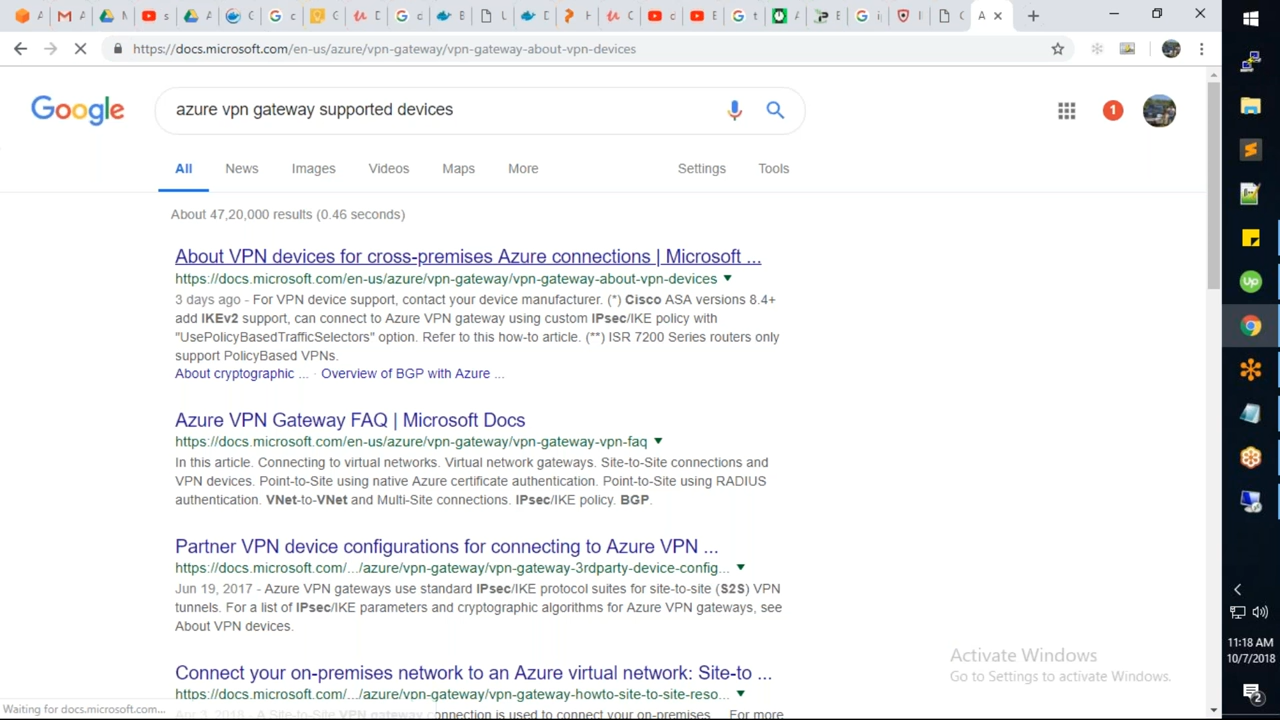 https://docs.microsoft.com/en-us/azure/vpn-gateway/vpn-gateway-about-vpn-devices
Google
azure vpn gateway supported devices
1
All News Images Videos Maps More Settings Tools
About 47,20,000 results (0.46 seconds)
About VPN devices for cross-premises Azure connections | Microsoft ...
https://docs.microsoft.com/en-us/azure/vpn-gateway/vpn-gateway-about-vpn-devices
3 days ago - For VPN device support, contact your device manufacturer. (*) Cisco ASA versions 8.4+
add IKEv2 support, can connect to Azure VPN gateway using custom IPsec/IKE policy with
"UsePolicyBasedTrafficSelectors" option. Refer to this how-to article. (**) ISR 7200 Series routers only
support PolicyBased VPNs.
About cryptographic ... · Overview of BGP with Azure ...
Azure VPN Gateway FAQ | Microsoft Docs
https://docs.microsoft.com/en-us/azure/vpn-gateway/vpn-gateway-vpn-faq
In this article. Connecting to virtual networks. Virtual network gateways. Site-to-Site connections and
VPN devices. Point-to-Site using native Azure certificate authentication. Point-to-Site using RADIUS
authentication. VNet-to-VNet and Multi-Site connections. IPsec/IKE policy. BGP.
Partner VPN device configurations for connecting to Azure VPN ...
https://docs.microsoft.com/.../azure/vpn-gateway/vpn-gateway-3rdparty-device-config...
Jun 19, 2017 - Azure VPN gateways use standard IPsec/IKE protocol suites for site-to-site (S2S) VPN
tunnels. For a list of IPsec/IKE parameters and cryptographic algorithms for Azure VPN gateways, see
About VPN devices.
Connect your on-premises network to an Azure virtual network: Site-to ...
https://docs.microsoft.com/.../azure/vpn-gateway/vpn-gateway-howto-site-to-site-reso...
Apr 3, 2018 - A Site-to-Site VPN gateway connection is used to connect your on-premises For more
Waiting for docs.microsoft.com...
Activate Windows
Go to Settings to activate Windows.
Up
11:18 AM
10/7/2018
2